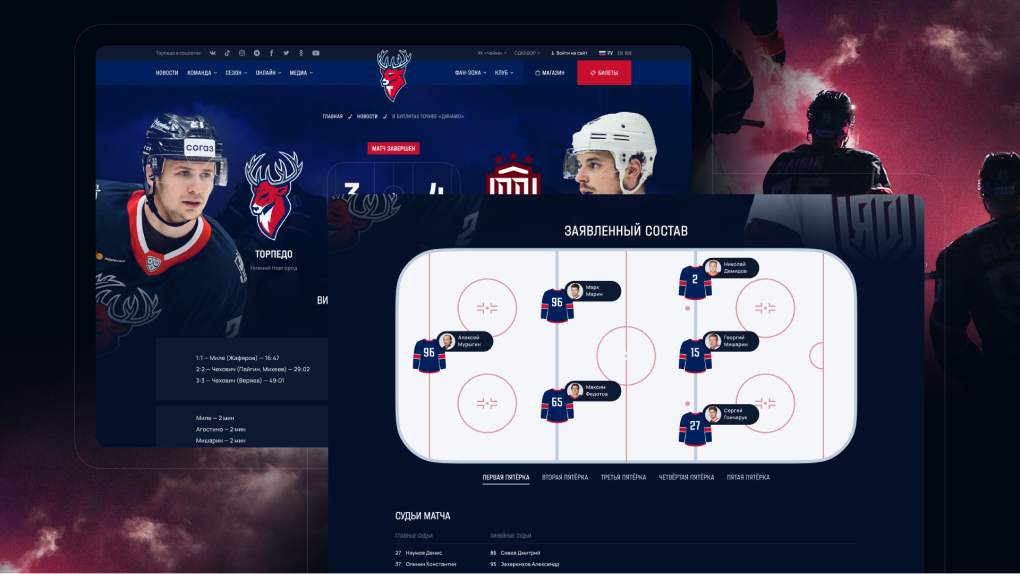 Торпедо в соцсетях:
ХК «Чайка»
СДЮШОР
Войти на сайт
РУ
EN
НОВОСТИ
КОМАНДА
СЕЗОН
ОНЛАЙН
МЕДИА
ФАН-ЗОНА
КЛУБ
МАГАЗИН
БИЛЕТЫ
ГЛАВНАЯ
НОВОСТИ
В БУЛЛИТАХ ТОЧНЕЕ «ДИНАМО»
МАТЧ ЗАВЕРШЕН
3
4
согаз
ТОРПЕДО
Нижний Новгород
ВИ
1:1 — Миле (Жафяров) — 16:47
2:2 — Чехович (Пайгин, Михеев) — 29:02
3:3 — Чехович (Веряев) — 49:01
Миле — 2 мин
Агостино — 2 мин
Мишарин — 2 мин
ЗАЯВЛЕННЫЙ СОСТАВ
2
Николай
Демидов
96
Марк
Марин
96
Алексей
Мурыгин
15
Георгий
Мишарин
65
Максим
Федотов
27
Сергей
Гончарук
ПЕРВАЯ ПЯТЁРКА
ВТОРАЯ ПЯТЁРКА
ТРЕТЬЯ ПЯТЁРКА
ЧЕТВЁРТАЯ ПЯТЁРКА
ПЯТАЯ ПЯТЁРКА
СУДЬИ МАТЧА
ГЛАВНЫЕ СУДЬИ
ЛИНЕЙНЫЕ СУДЬИ
27 Наумов Денис
86 Сивов Дмитрий
37 Оленин Константин
95 Захаренков Александр